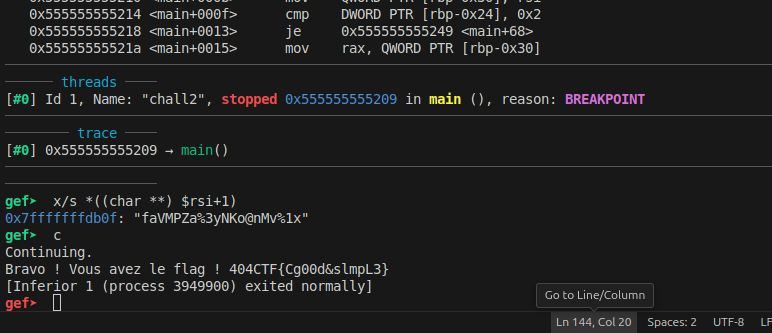 0x555555555214 <main+000f> cmp DWORD PTR [rbp-0x24], 0x2
0x555555555218 <main+0013> je 0x555555555249 <main+68>
0x55555555521a <main+0015> mov rax, QWORD PTR [rbp-0x30]
threads
[#0] Id 1, Name: "chall2", stopped 0x555555555209 in main (), reason: BREAKPOINT
trace
[#0] 0x555555555209 → main()
gef➤ x/s *((char **) $rsi+1)
0x7fffffffdb0f: "faVMPZa%3yNKo@nMv%1x"
gef➤ c
Continuing.
Bravo ! Vous avez le flag ! 404CTF{Cg00d&slmpL3}
[Inferior 1 (process 3949900) exited normally]
gef➤
Go to Line/Column
Ln 144, Col 20 Spaces: 2 UTF-8 LF